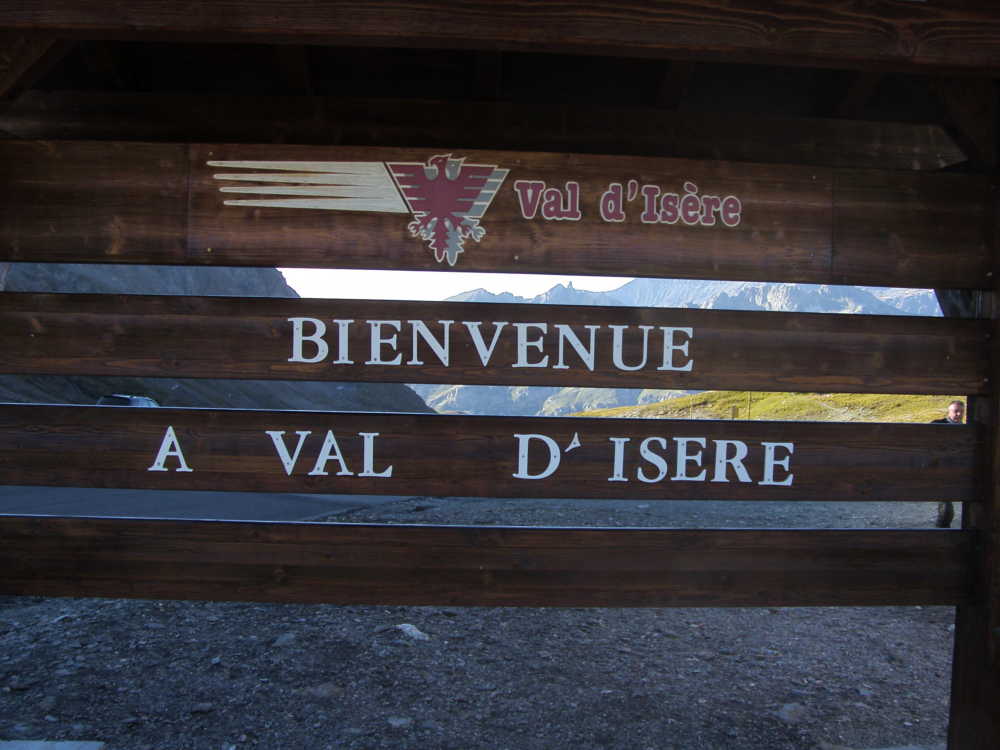 Val d'Isère
BIENVENUE
A VAL D'ISERE